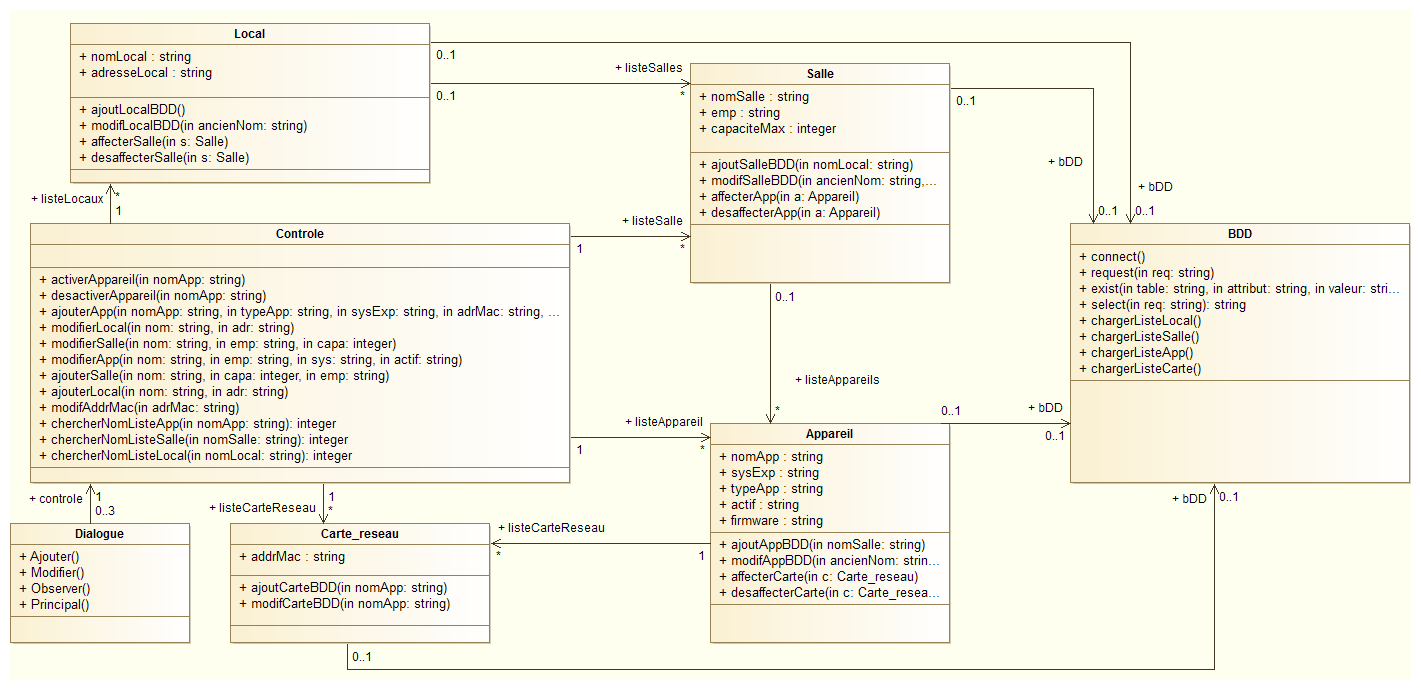 Local
+ nomLocal : string
+ adresseLocal : string
+ ajoutLocalBDD()
+ modifLocalBDD(in ancienNom: string)
+ affecterSalle(in s: Salle)
+ desaffecterSalle(in s: Salle)
0..1
0..1
+ listeSalles
*
Salle
+ nomSalle : string
+ emp : string
+ capaciteMax : integer
+ ajoutSalleBDD(in nomLocal: string)
+ modifSalleBDD(in ancienNom: string,...
+ affecterApp(in a: Appareil)
+ desaffecterApp(in a: Appareil)
0..1
+ bDD
0..1
+ bDD
0..1
+ listeLocaux
*
1
Controle
+ activerAppareil(in nomApp: string)
+ desactiverAppareil(in nomApp: string)
+ ajouterApp(in nomApp: string, in typeApp: string, in sysExp: string, in adrMac: string, ...
+ modifierLocal(in nom: string, in adr: string)
+ modifierSalle(in nom: string, in emp: string, in capa: integer)
+ modifierApp(in nom: string, in emp: string, in sys: string, in actif: string)
+ ajouterSalle(in nom: string, in capa: integer, in emp: string)
+ ajouterLocal(in nom: string, in adr: string)
+ modifAddrMac(in adrMac: string)
+ chercherNomListeApp(in nomApp: string): integer
+ chercherNomListeSalle(in nomSalle: string): integer
+ chercherNomListeLocal(in nomLocal: string): integer
+ listeSalle
1
*
BDD
+ connect()
+ request(in req: string)
+ exist(in table: string, in attribut: string, in valeur: stri...
+ select(in req: string): string
+ chargerListeLocal()
+ chargerListeSalle()
+ chargerListeApp()
+ chargerListeCarte()
0..1
+ listeAppareils
*
+ listeAppareil
1
*
0..1
+ bDD
0..1
Appareil
+ nomApp : string
+ sysExp : string
+ typeApp : string
+ actif : string
+ firmware : string
+ ajoutAppBDD(in nomSalle: string)
+ modifAppBDD(in ancienNom: strin...
+ affecterCarte(in c: Carte_reseau)
+ desaffecterCarte(in c: Carte_resea...
+ controle
1
0..3
+ listeCarteReseau
1
*
+ listeCarteReseau
*
1
+ bDD
0..1
Dialogue
+ Ajouter()
+ Modifier()
+ Observer()
+ Principal()
Carte_reseau
+ addrMac : string
+ ajoutCarteBDD(in nomApp: string)
+ modifCarteBDD(in nomApp: string)
0..1